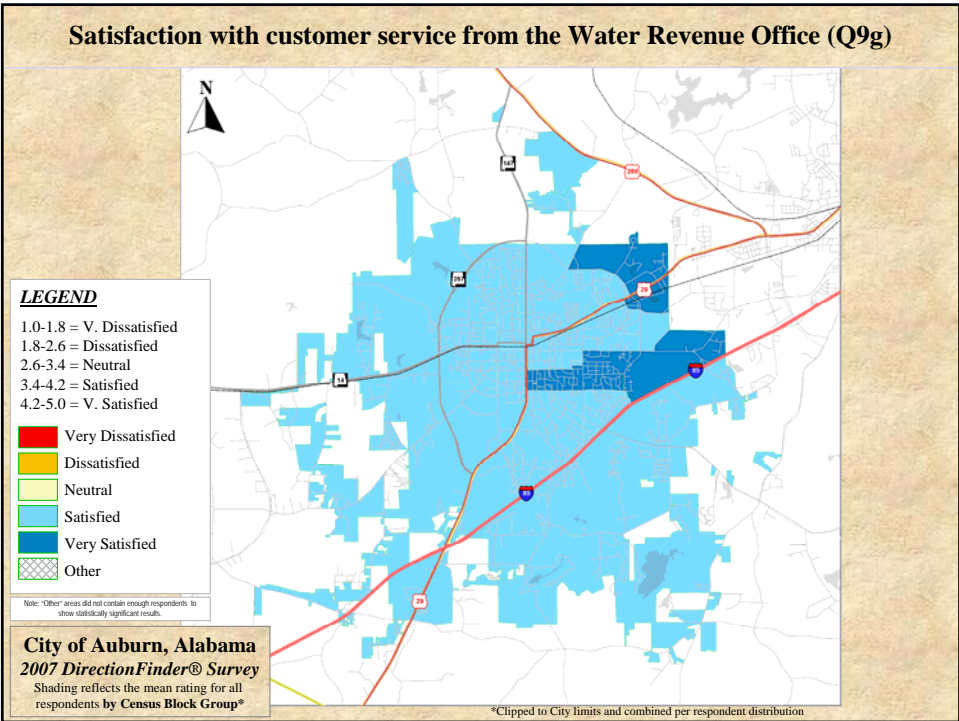 Satisfaction with customer service from the Water Revenue Office (Q9g)
N
147
280
267
29
14
85
85
29
LEGEND
1.0-1.8 = V. Dissatisfied
1.8-2.6 = Dissatisfied
2.6-3.4 = Neutral
3.4-4.2 = Satisfied
4.2-5.0 = V. Satisfied
Very Dissatisfied
Dissatisfied
Neutral
Satisfied
Very Satisfied
Other
Note: "Other" areas did not contain enough respondents to
show statistically significant results.
City of Auburn, Alabama
2007 DirectionFinder® Survey
Shading reflects the mean rating for all
respondents by Census Block Group*
*Clipped to City limits and combined per respondent distribution